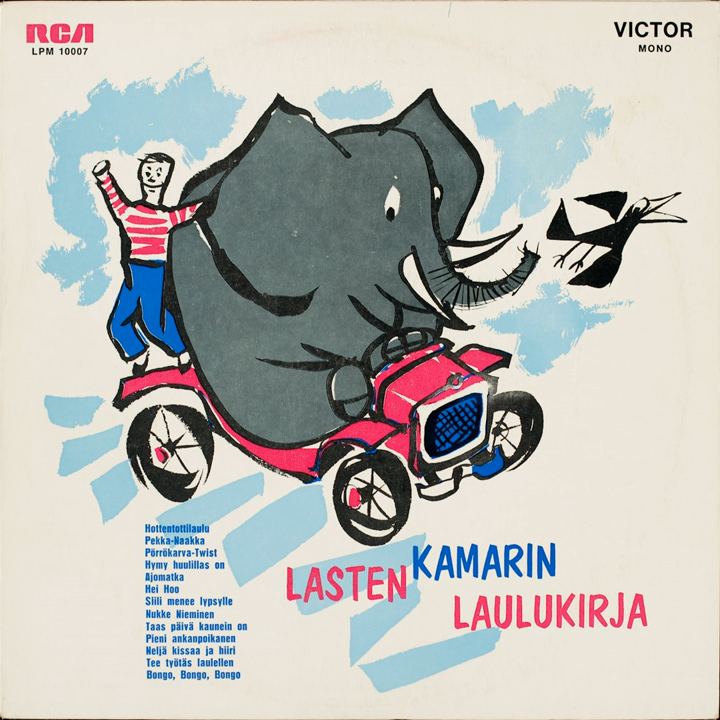 RCA
LPM 10007
VICTOR
MONO
Hottentottilaulu
Pekka-Naakka
Pörrökarva-Twist
Hymy huulillas on
Ajomatka
Hei Hoo
Siili menee lypsylle
Nukke Nieminen
Taas päivä kaunein on
Pieni ankanpoikanen
Neljä kissaa ja hiiri
Tee työtäs laulellen
Bongo, Bongo, Bongo
LASTEN KAMARIN
LAULUKIRJA